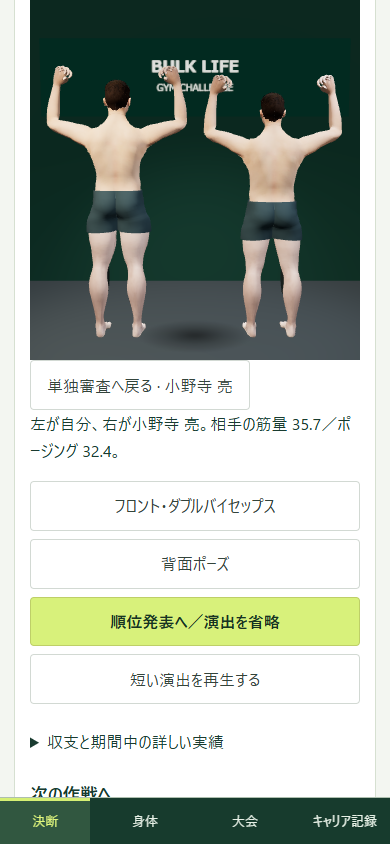 BULK LIFE
GYM CHALLENGE
単独審査へ戻る · 小野寺 亮
左が自分、右が小野寺 亮。相手の筋量 35.7／ポ
ージング 32.4。
フロント・ダブルバイセップス
背面ポーズ
順位発表へ／演出を省略
短い演出を再生する
▶ 収支と期間中の詳しい実績
次の作戦へ
決断
身体
大会
キャリア記録